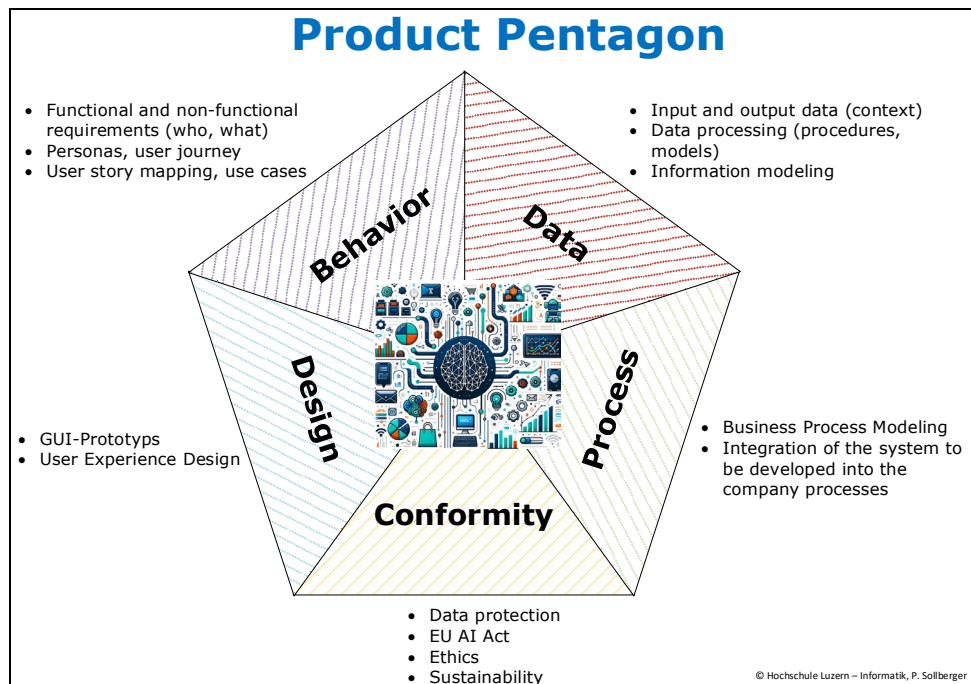 Product Pentagon
• Functional and non-functional
requirements (who, what)
• Personas, user journey
• User story mapping, use cases
• Input and output data (context)
• Data processing (procedures,
models)
• Information modeling
Behavior
Data
Design
Process
Conformity
• GUI-Prototyps
• User Experience Design
• Business Process Modeling
• Integration of the system to
be developed into the
company processes
• Data protection
• EU AI Act
• Ethics
• Sustainability
© Hochschule Luzern – Informatik, P. Sollberger